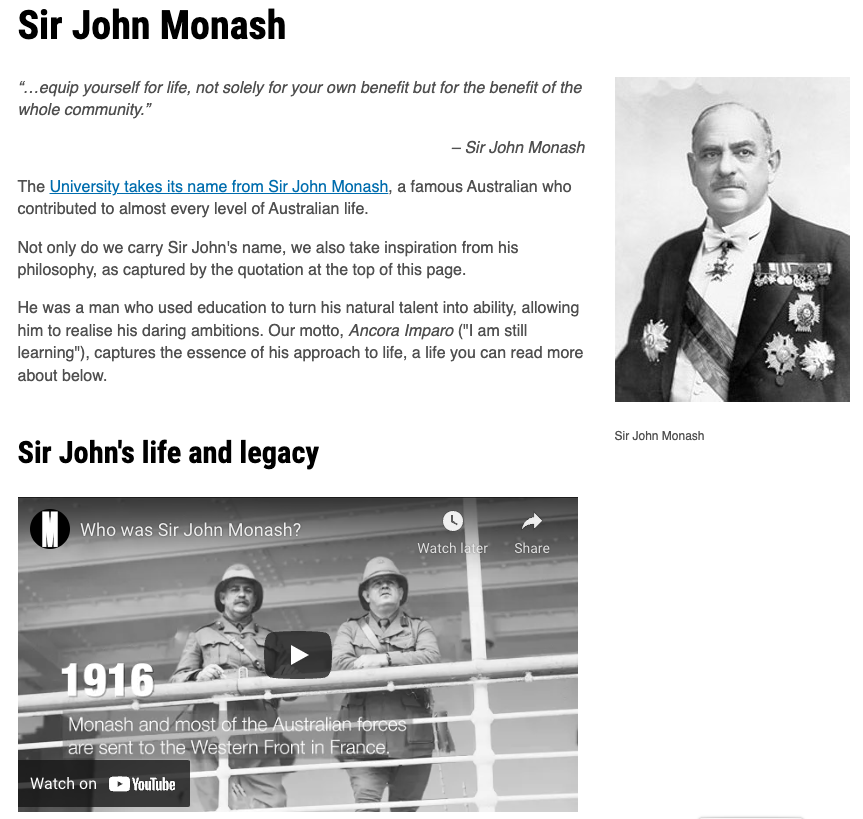 Sir John Monash
“…equip yourself for life, not solely for your own benefit but for the benefit of the
whole community.”
– Sir John Monash
The University takes its name from Sir John Monash, a famous Australian who
contributed to almost every level of Australian life.
Not only do we carry Sir John's name, we also take inspiration from his
philosophy, as captured by the quotation at the top of this page.
He was a man who used education to turn his natural talent into ability, allowing
him to realise his daring ambitions. Our motto, Ancora Imparo ("I am still
learning"), captures the essence of his approach to life, a life you can read more
about below.
Sir John Monash
Sir John's life and legacy
M
Who was Sir John Monash?
Watch later
Share
1916
Monash and most of the Australian forces
are sent to the Western Front in France.
Watch on YouTube